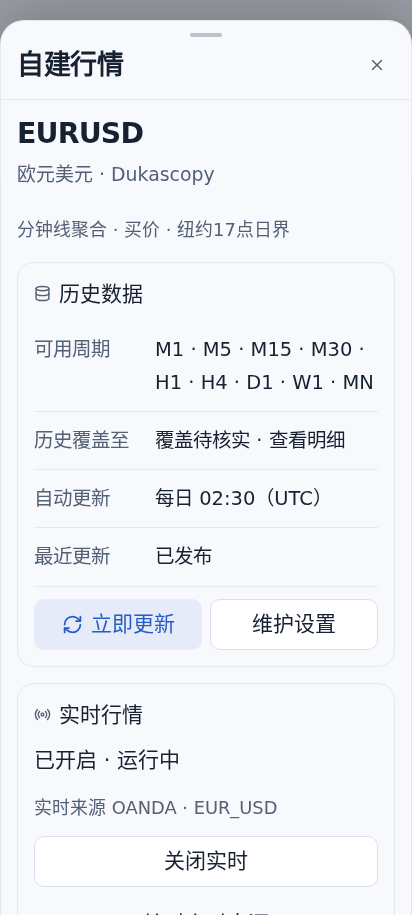 自建行情
×
EURUSD
欧元美元 · Dukascopy
分钟线聚合 · 买价 · 纽约17点日界
历史数据
可用周期 M1 · M5 · M15 · M30 ·
H1 · H4 · D1 · W1 · MN
历史覆盖至 覆盖待核实 · 查看明细
自动更新 每日 02:30（UTC）
最近更新 已发布
立即更新 维护设置
实时行情
已开启 · 运行中
实时来源 OANDA · EUR_USD
关闭实时